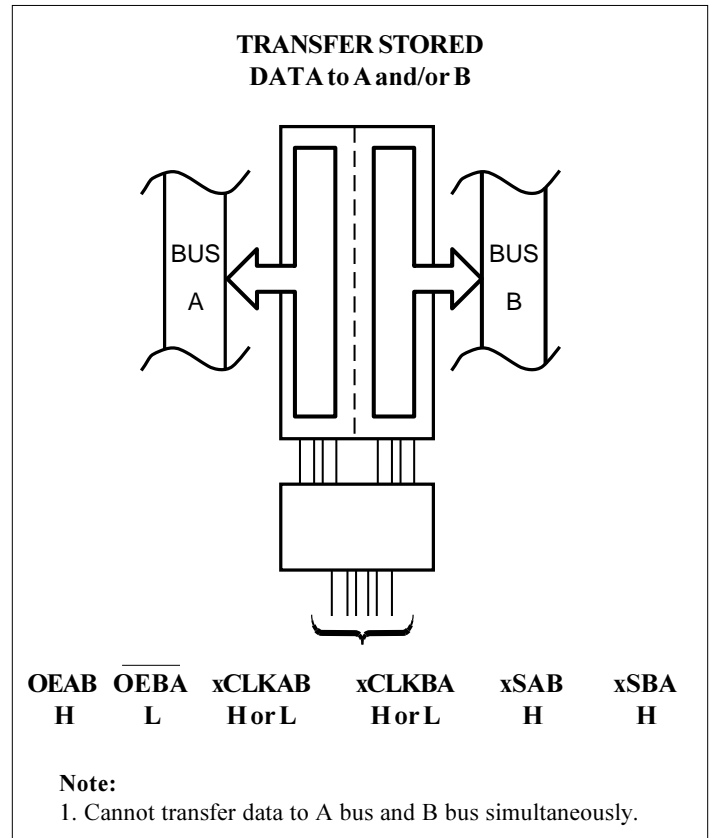 TRANSFER STORED
DATA to A and/or B
BUS
A
BUS
B
OEAB OEBA xCLKAB xCLKBA xSAB xSBA
H L H or L H or L H H
Note:
1. Cannot transfer data to A bus and B bus simultaneously.